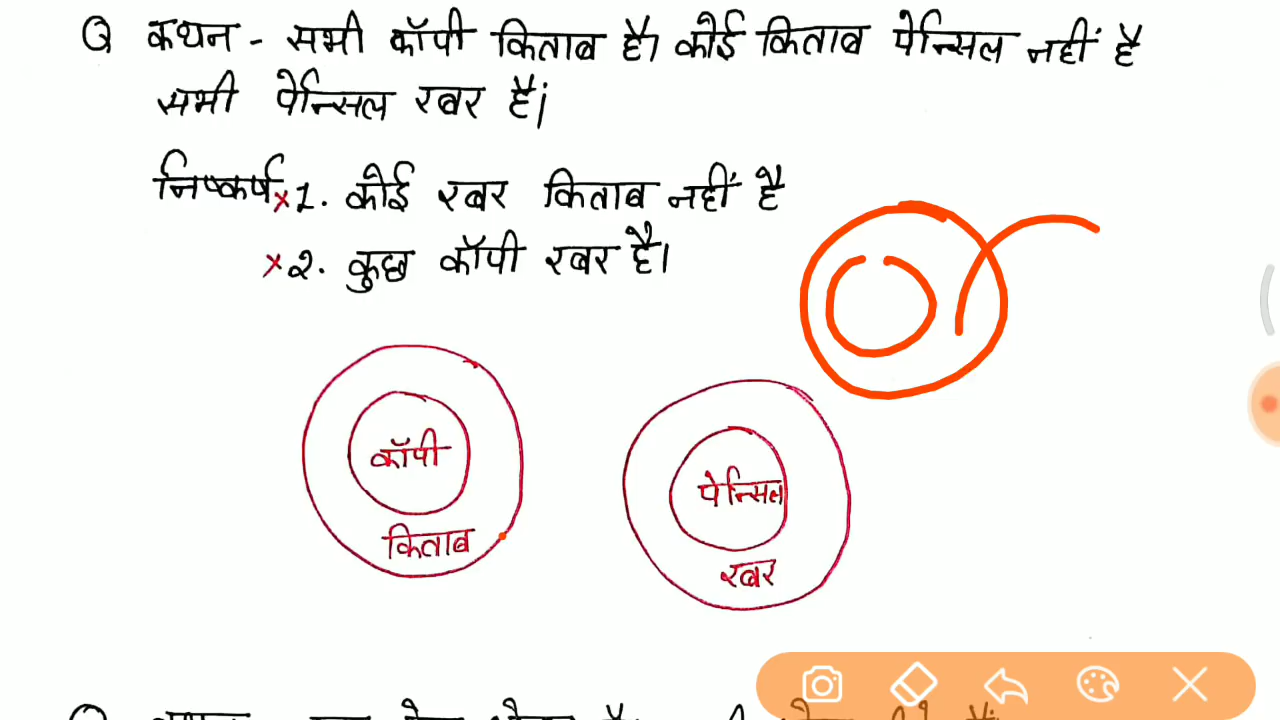 Q कथन - सभी कॉपी किताब है। कोई किताब पेन्सिल नहीं है
सभी पेन्सिल रबर है।
निष्कर्ष ×1. कोई रबर किताब नहीं है
×2. कुछ कॉपी रबर है।
कॉपी
किताब
पेन्सिल
रबर